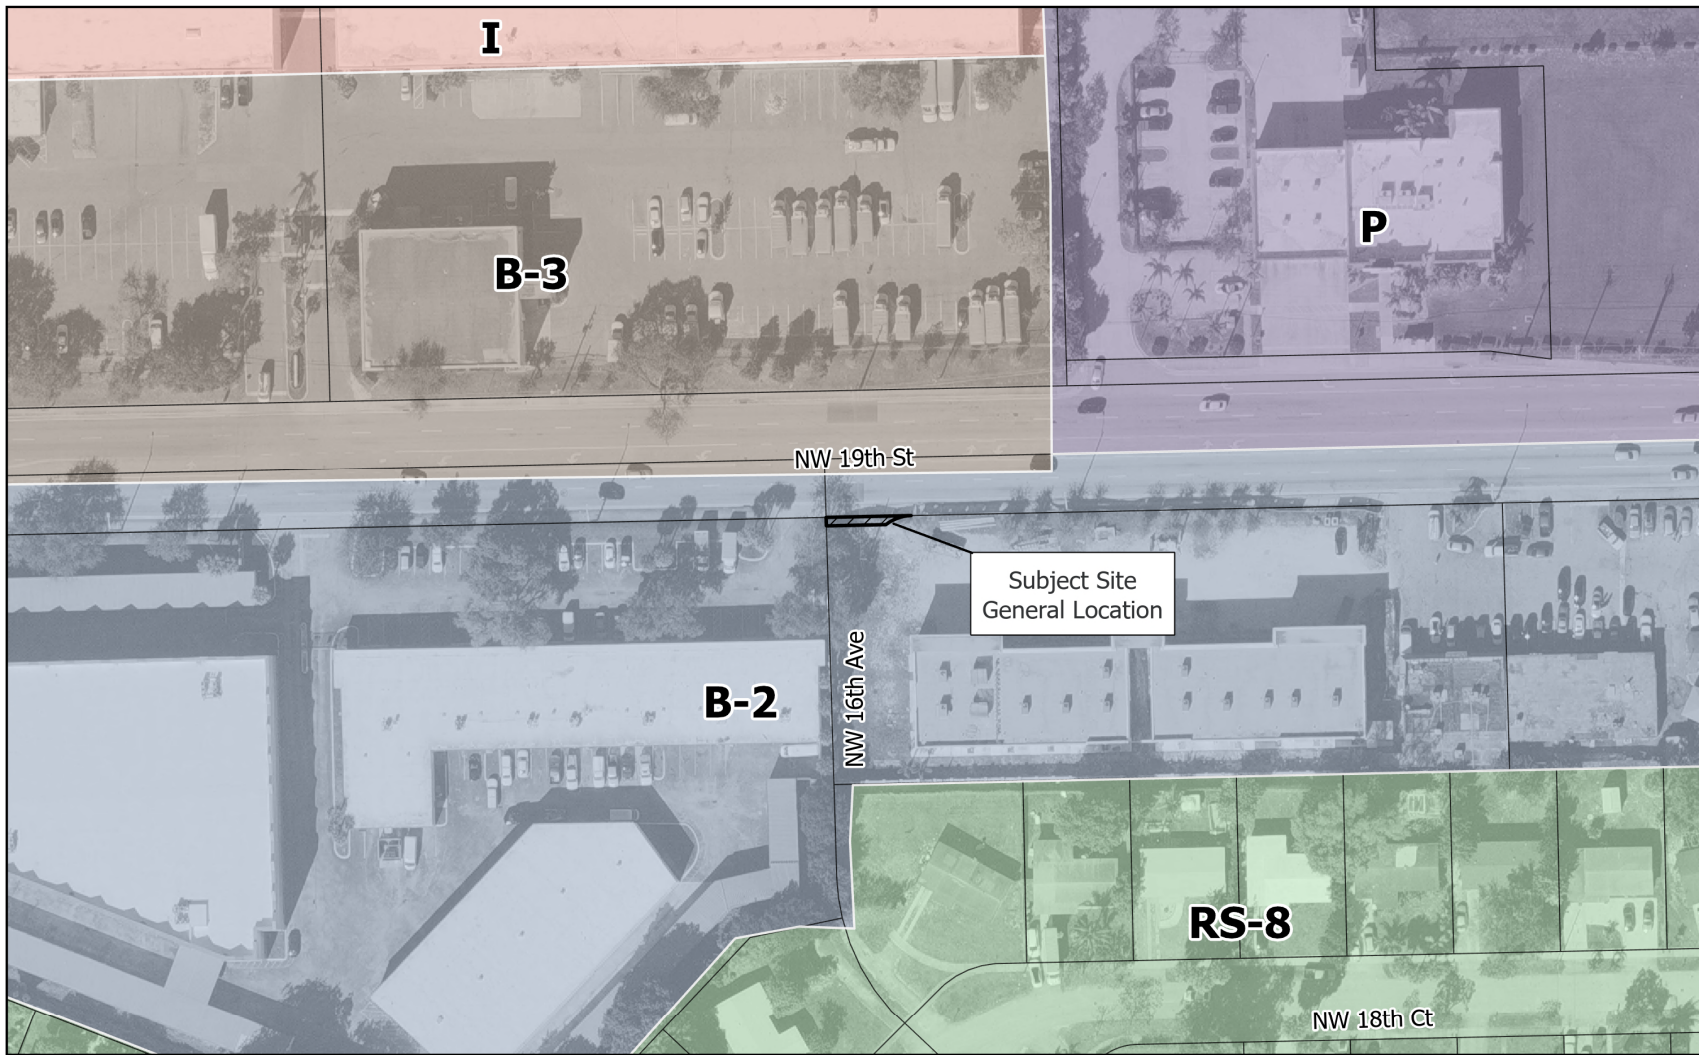 I
P
B-3
NW 19th St
Subject Site
General Location
NW 16th Ave
B-2
RS-8
NW 18th Ct